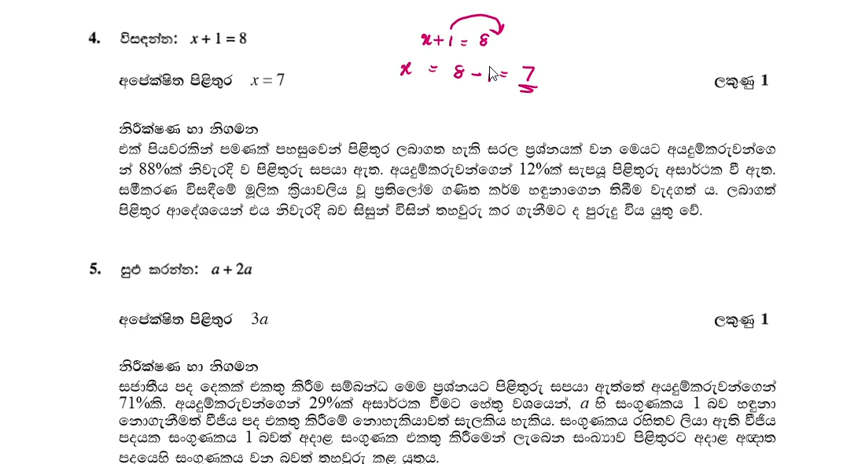 4. විසඳන්න: x + 1 = 8
x+1 = 8
x = 8 - 1 = 7
අපේක්ෂිත පිළිතුර x = 7 ලකුණු 1
නිරීක්ෂණ හා නිගමන
එක් පියවරකින් පමණක් පහසුවෙන් පිළිතුර ලබාගත හැකි සරල ප්‍රශ්නයක් වන මෙයට අයදුම්කරුවන්ගෙ
න් 88%ක් නිවැරදි ව පිළිතුරු සපයා ඇත. අයදුම්කරුවන්ගෙන් 12%ක් සැපයූ පිළිතුරු අසාර්ථක වී ඇත.
සමීකරණ විසඳීමේ මූලික ක්‍රියාවලිය වූ ප්‍රතිලෝම ගණිත කර්ම හඳුනාගෙන තිබීම වැදගත් ය. ලබාගත්
පිළිතුර ආදේශයෙන් එය නිවැරදි බව සිසුන් විසින් තහවුරු කර ගැනීමට ද පුරුදු විය යුතු වේ.
5. සුළු කරන්න: a + 2a
අපේක්ෂිත පිළිතුර 3a ලකුණු 1
නිරීක්ෂණ හා නිගමන
සජාතීය පද දෙකක් එකතු කිරීම සම්බන්ධ මෙම ප්‍රශ්නයට පිළිතුරු සපයා ඇත්තේ අයදුම්කරුවන්ගෙන්
71%කි. අයදුම්කරුවන්ගෙන් 29%ක් අසාර්ථක වීමට හේතු වශයෙන්, a හි සංගුණකය 1 බව හඳුනා
නොගැනීමත් වීජීය පද එකතු කිරීමේ නොහැකියාවත් සැලකිය හැකිය. සංගුණකය රහිතව ලියා ඇති වීජීය
පදයක සංගුණකය 1 බවත් අදාළ සංගුණක එකතු කිරීමෙන් ලැබෙන සංඛ්‍යාව පිළිතුරට අදාළ අඥාත
පදයෙහි සංගුණකය වන බවත් තහවුරු කළ යුතුය.